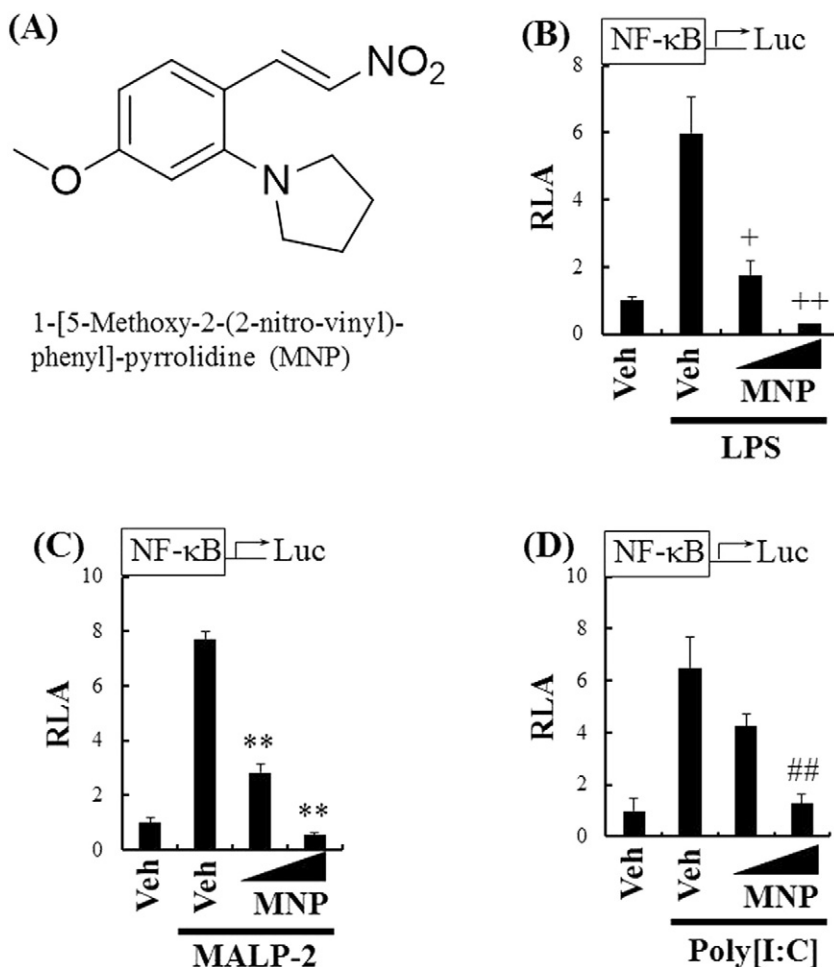 (A)
NO2
O
N
1-[5-Methoxy-2-(2-nitro-vinyl)-
phenyl]-pyrrolidine (MNP)
(B)
NF-κB Luc
8
6
4
2
0
RLA
+
++
Veh Veh MNP
LPS
(C)
NF-κB Luc
10
8
6
4
2
0
RLA
** **
Veh Veh MNP
MALP-2
(D)
NF-κB Luc
10
8
6
4
2
0
RLA
##
Veh Veh MNP
Poly[I:C]